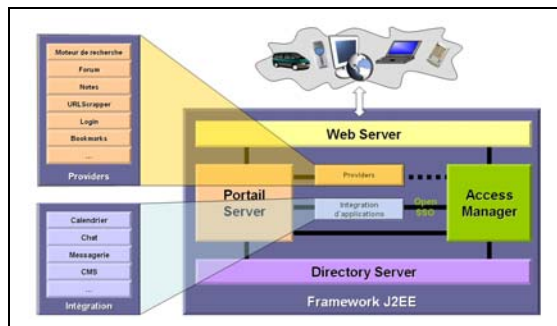 Moteur de recherche
Forum
Notes
URLScrapper
Login
Bookmarks
...
Providers
Calendrier
Chat
Messagerie
CMS
...
Intégration
Web Server
Portail
Server
Providers
Integration
d'applications
Open
SSO
Access
Manager
Directory Server
Framework J2EE